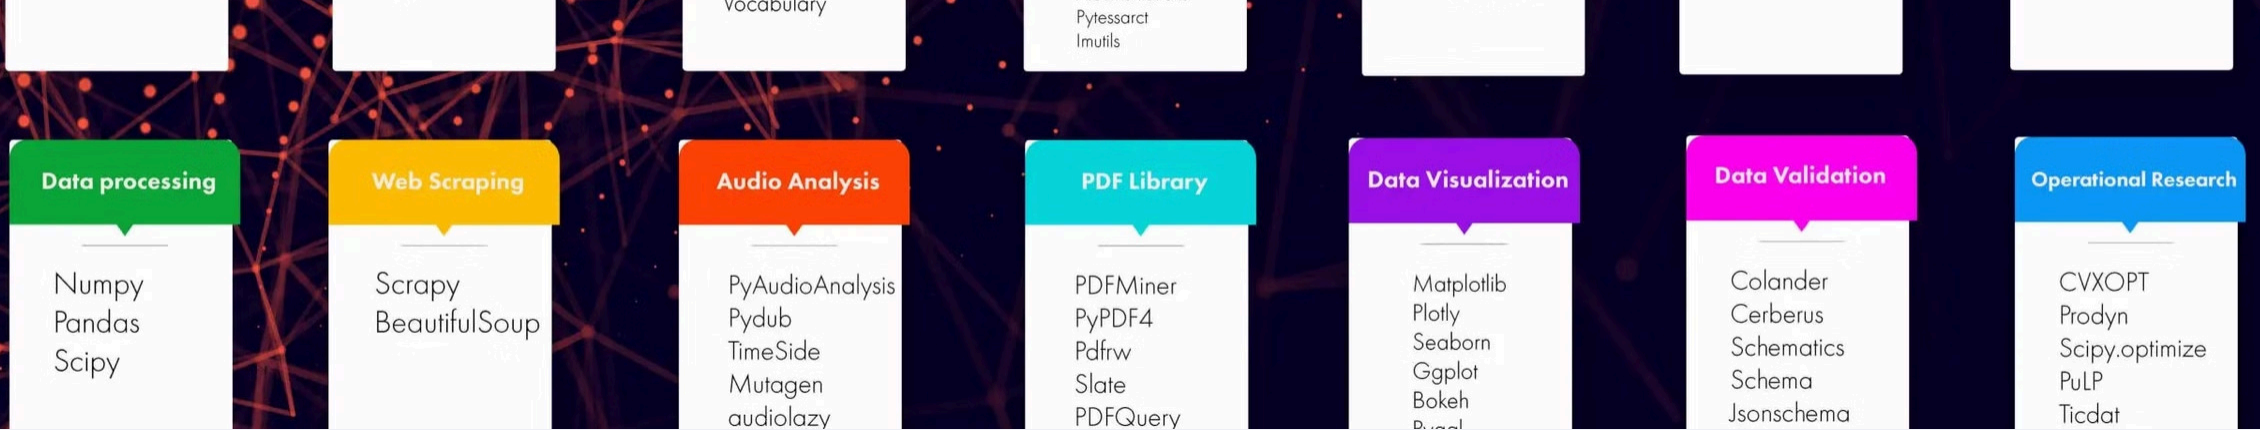 Vocabulary
Pytessarct
Imutils
Data processing
Numpy
Pandas
Scipy
Web Scraping
Scrapy
BeautifulSoup
Audio Analysis
PyAudioAnalysis
Pydub
TimeSide
Mutagen
audiolazy
PDF Library
PDFMiner
PyPDF4
Pdfrw
Slate
PDFQuery
Data Visualization
Matplotlib
Plotly
Seaborn
Ggplot
Bokeh
Data Validation
Colander
Cerberus
Schematics
Schema
Jsonschema
Operational Research
CVXOPT
Prodyn
Scipy.optimize
PuLP
Ticdat